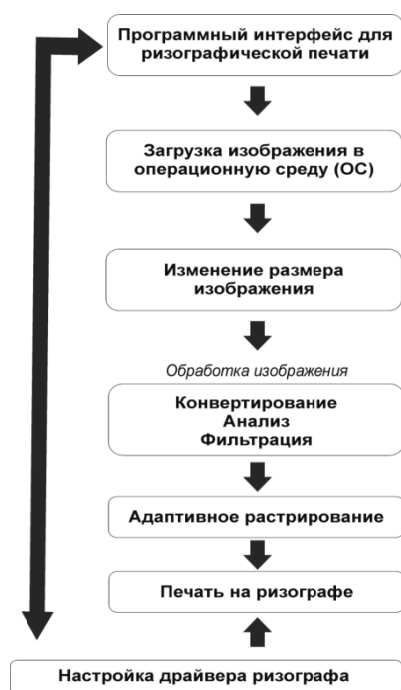 Программный интерфейс для
ризографической печати
Загрузка изображения в
операционную среду (ОС)
Изменение размера
изображения
Обработка изображения
Конвертирование
Анализ
Фильтрация
Адаптивное растрирование
Печать на ризографе
Настройка драйвера ризографа